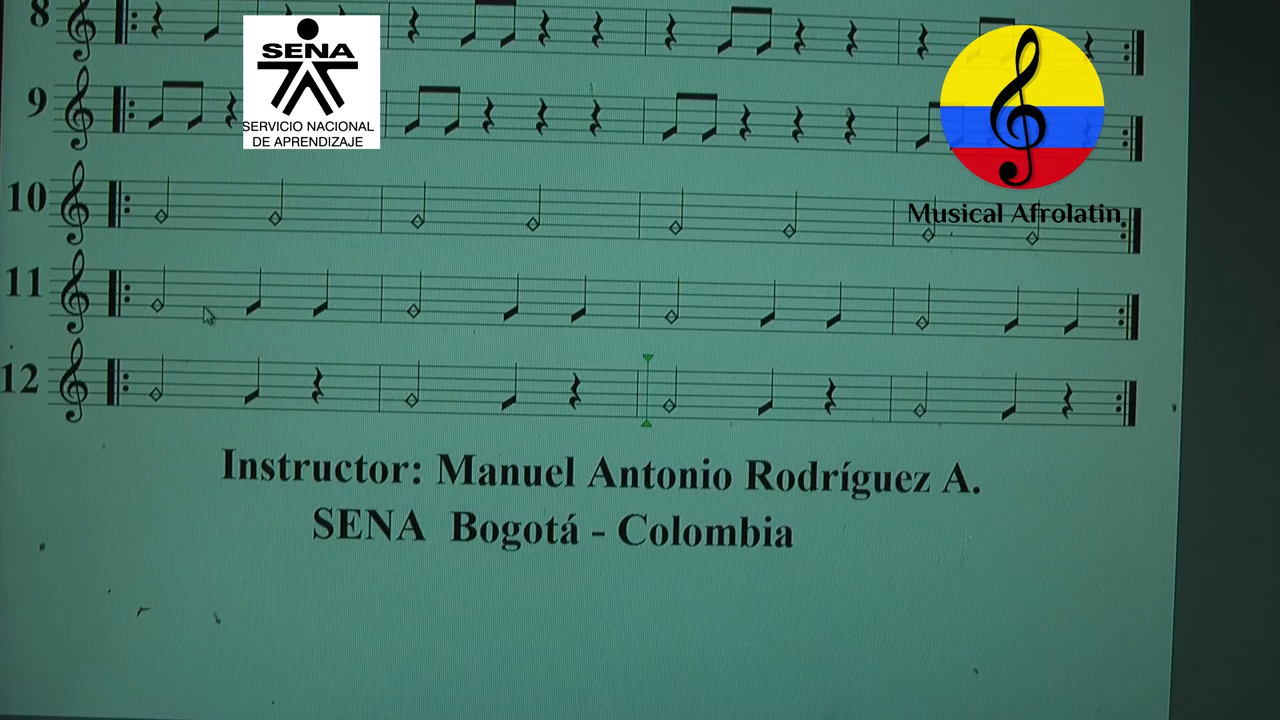 8
SENA
SERVICIO NACIONAL
DE APRENDIZAJE
9
10
Musical Afrolatin
11
12
Instructor: Manuel Antonio Rodríguez A.
SENA Bogotá - Colombia